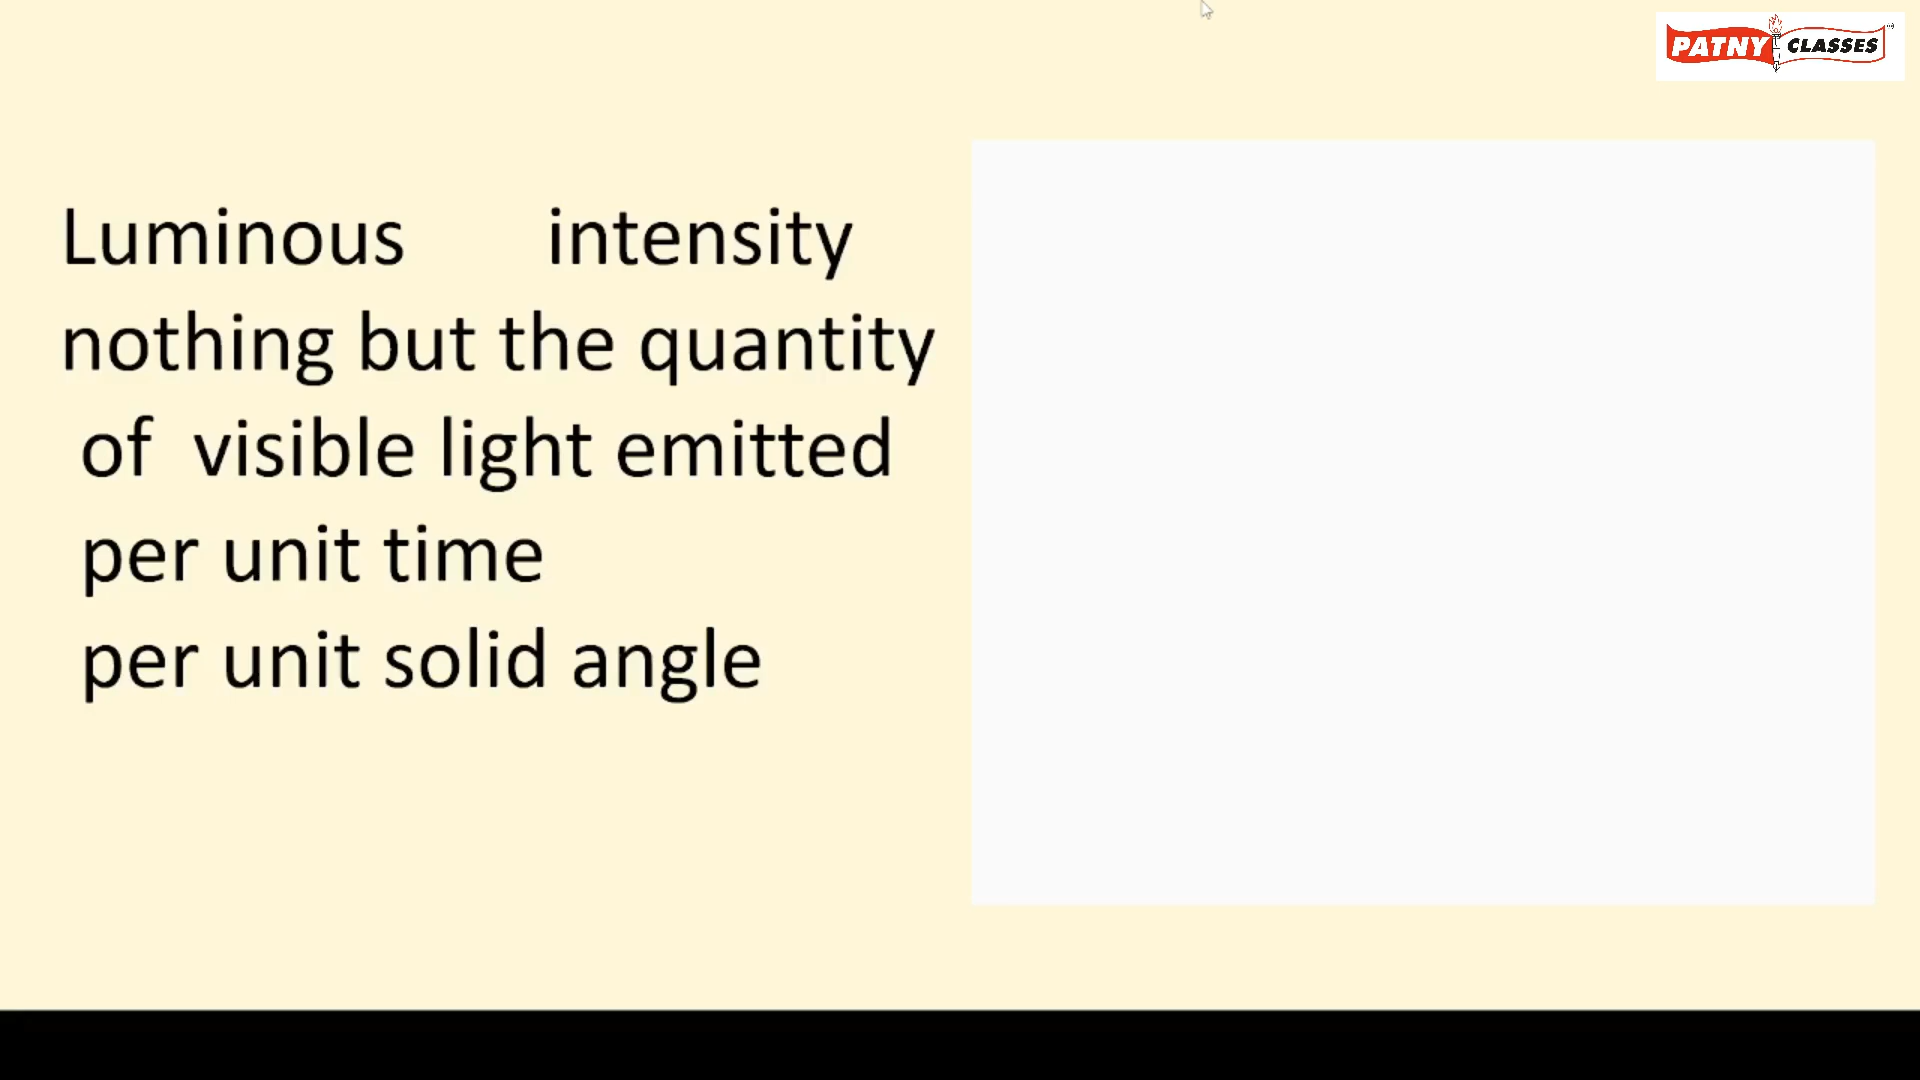 PATNY CLASSES
Luminous intensity
nothing but the quantity
of visible light emitted
per unit time
per unit solid angle